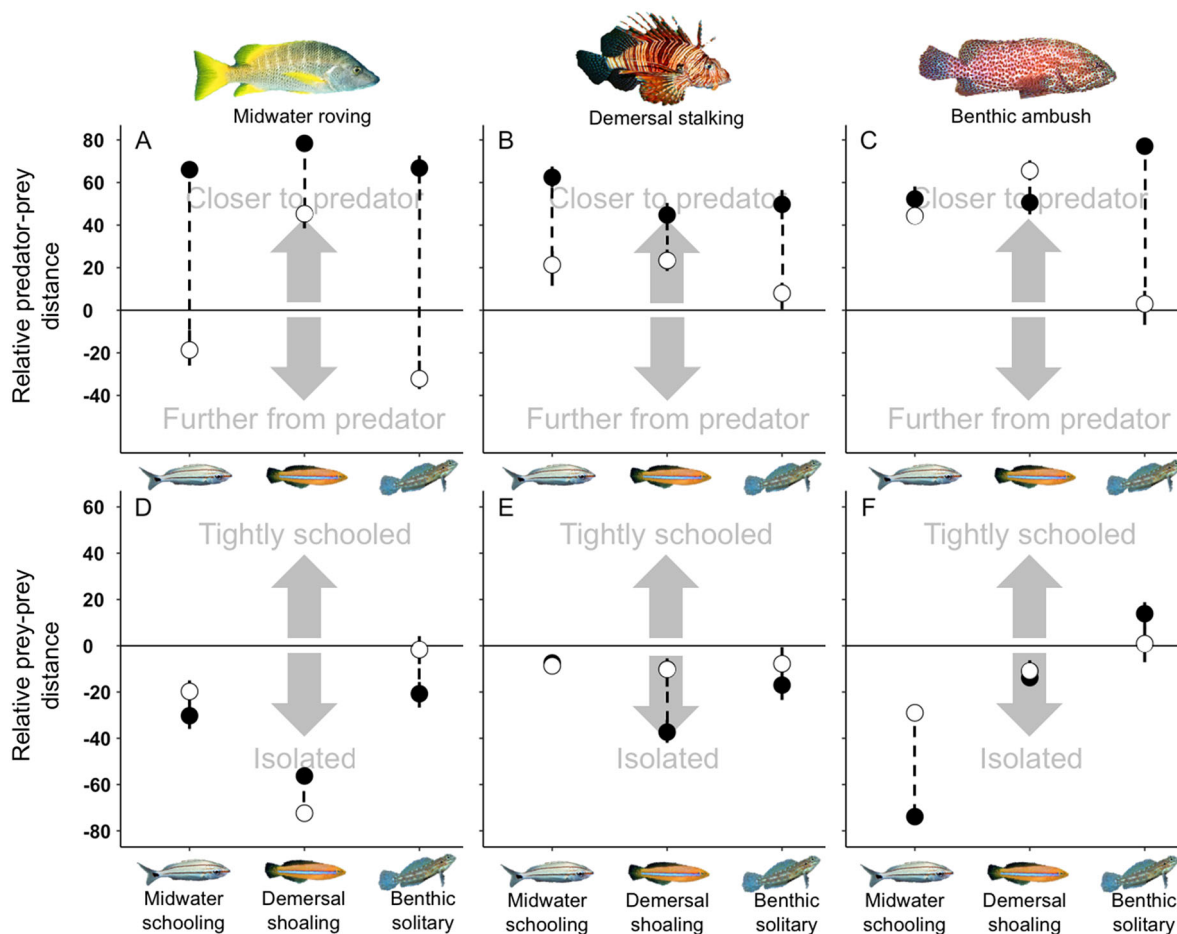 Midwater roving
Demersal stalking
Benthic ambush
Relative predator-prey
distance
80
60
40
20
0
-20
-40
A
Closer to predator
Further from predator
B
Closer to predator
Further from predator
C
Closer to predator
Further from predator
Relative prey-prey
distance
60
40
20
0
-20
-40
-60
-80
D
Tightly schooled
Isolated
E
Tightly schooled
Isolated
F
Tightly schooled
Isolated
Midwater
schooling
Demersal
shoaling
Benthic
solitary
Midwater
schooling
Demersal
shoaling
Benthic
solitary
Midwater
schooling
Demersal
shoaling
Benthic
solitary